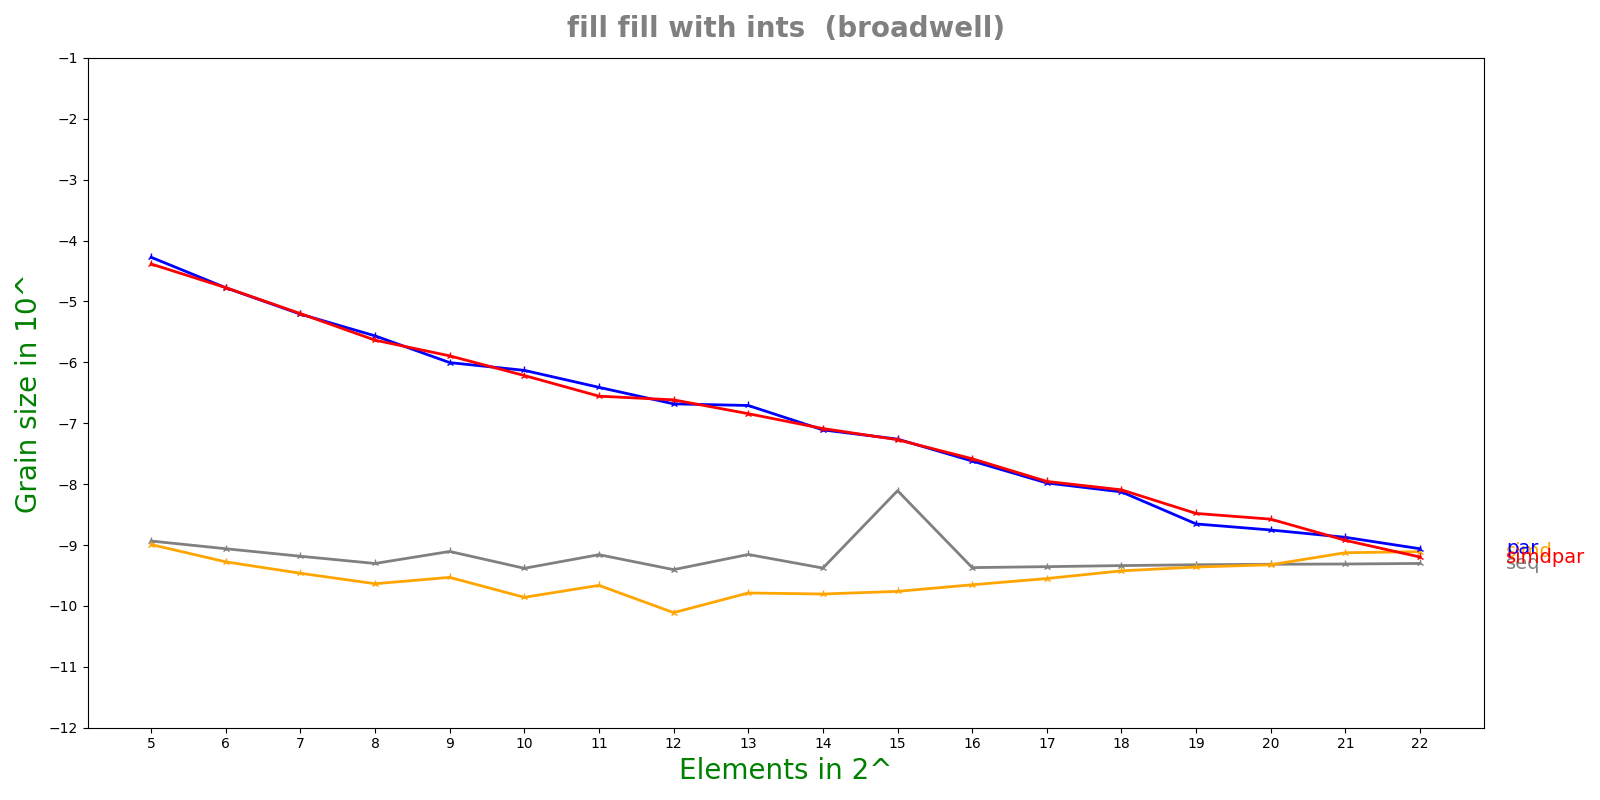 fill fill with ints (broadwell)
−1
−2
−3
−4
−5
−6
−7
−8
−9
−10
−11
−12
Grain size in 10^
5 6 7 8 9 10 11 12 13 14 15 16 17 18 19 20 21 22
Elements in 2^
par
simdpar
seq